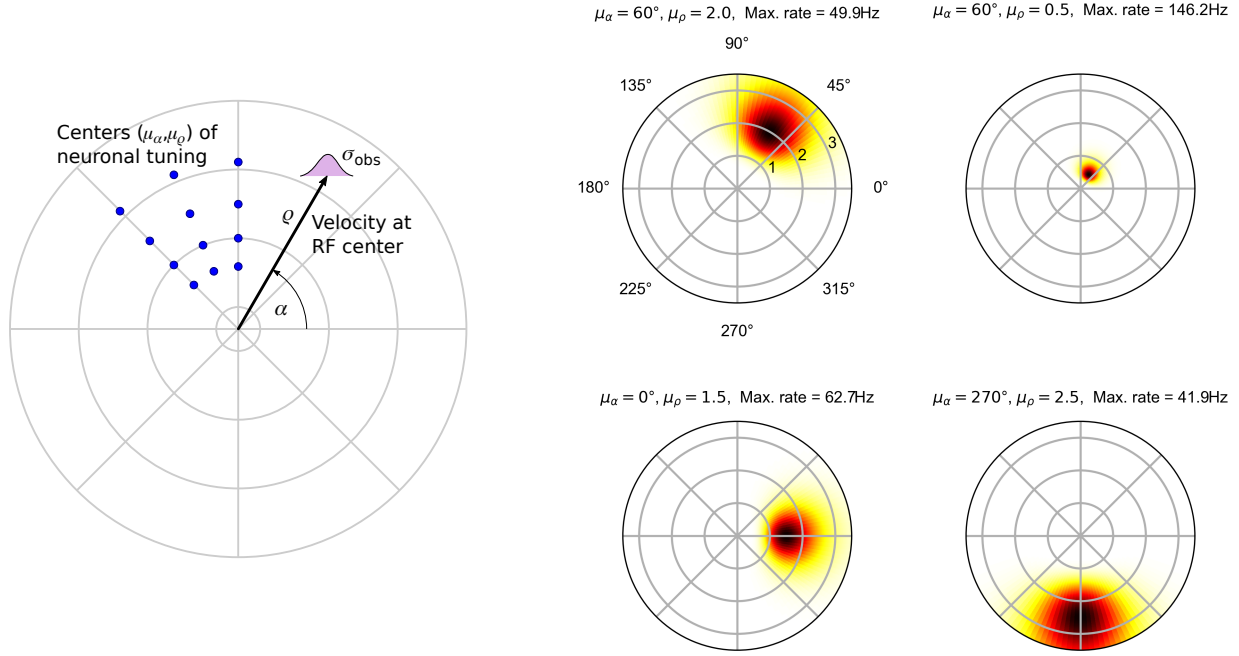 Centers (μα,μϱ) of
neuronal tuning
σobs
ϱ
Velocity at
RF center
α
μα = 60°, μρ = 2.0, Max. rate = 49.9Hz
90°
135°
45°
180°
0°
225°
315°
270°
1
2
3
μα = 60°, μρ = 0.5, Max. rate = 146.2Hz
μα = 0°, μρ = 1.5, Max. rate = 62.7Hz
μα = 270°, μρ = 2.5, Max. rate = 41.9Hz